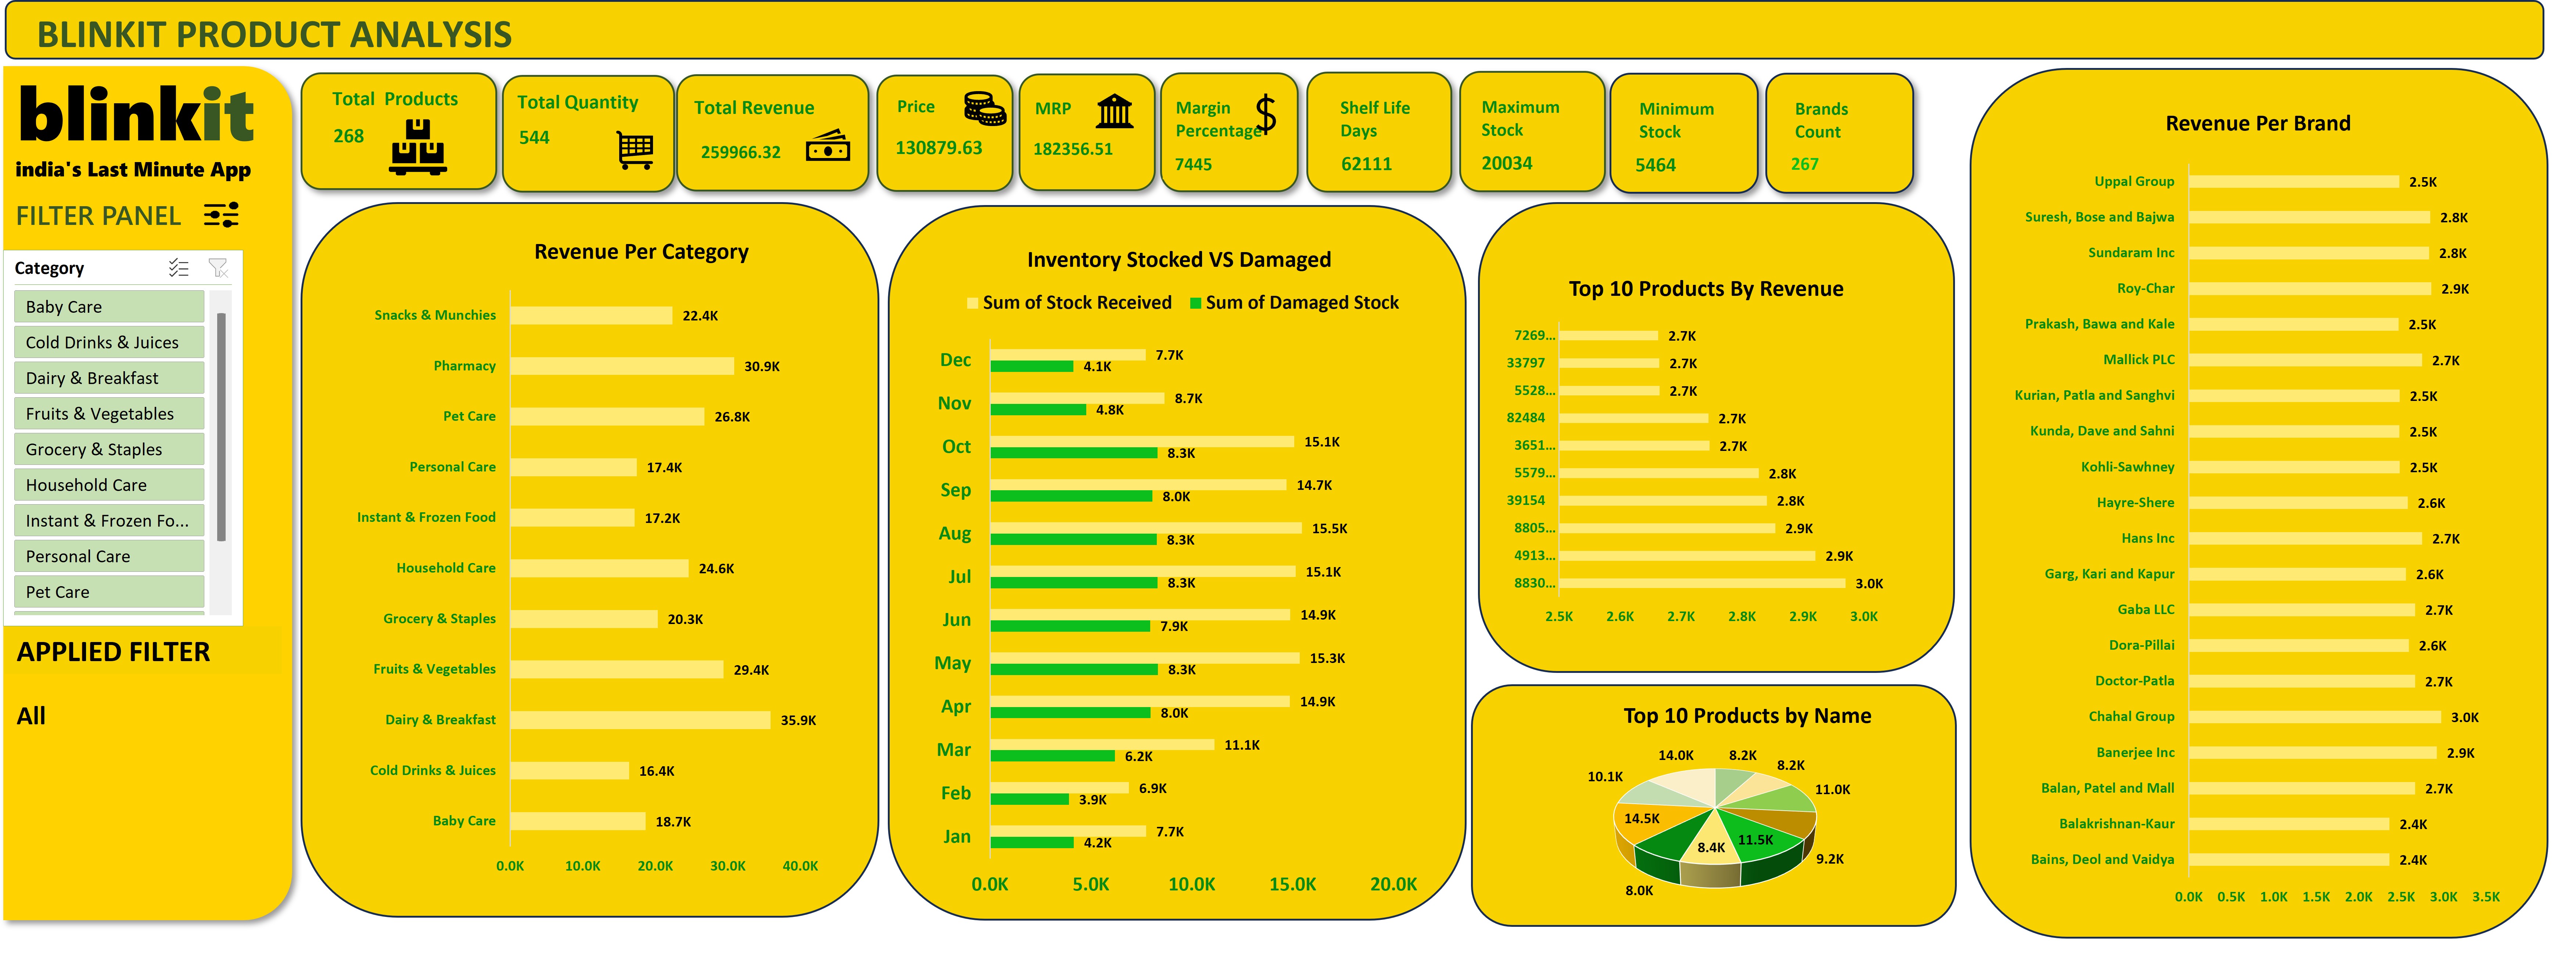 BLINKIT PRODUCT ANALYSIS
blinkit
india's Last Minute App
FILTER PANEL
Category
Baby Care
Cold Drinks & Juices
Dairy & Breakfast
Fruits & Vegetables
Grocery & Staples
Household Care
Instant & Frozen Fo...
Personal Care
Pet Care
APPLIED FILTER
All
Total Products
268
Total Quantity
544
Total Revenue
259966.32
Price
130879.63
MRP
182356.51
Margin
Percentage
$
7445
Shelf Life
Days
62111
Maximum
Stock
20034
Minimum
Stock
5464
Brands
Count
267
Revenue Per Category
Snacks & Munchies 22.4K
Pharmacy 30.9K
Pet Care 26.8K
Personal Care 17.4K
Instant & Frozen Food 17.2K
Household Care 24.6K
Grocery & Staples 20.3K
Fruits & Vegetables 29.4K
Dairy & Breakfast 35.9K
Cold Drinks & Juices 16.4K
Baby Care 18.7K
0.0K 10.0K 20.0K 30.0K 40.0K
Inventory Stocked VS Damaged
Sum of Stock Received Sum of Damaged Stock
Dec 7.7K
4.1K
Nov 8.7K
4.8K
Oct 15.1K
8.3K
Sep 14.7K
8.0K
Aug 15.5K
8.3K
Jul 15.1K
8.3K
Jun 14.9K
7.9K
May 15.3K
8.3K
Apr 14.9K
8.0K
Mar 11.1K
6.2K
Feb 6.9K
3.9K
Jan 7.7K
4.2K
0.0K 5.0K 10.0K 15.0K 20.0K
Top 10 Products By Revenue
7269... 2.7K
33797 2.7K
5528... 2.7K
82484 2.7K
3651... 2.7K
5579... 2.8K
39154 2.8K
8805... 2.9K
4913... 2.9K
8830... 3.0K
2.5K 2.6K 2.7K 2.8K 2.9K 3.0K
Top 10 Products by Name
14.0K 8.2K
8.2K
10.1K
11.0K
14.5K
11.5K
8.4K
9.2K
8.0K
Revenue Per Brand
Uppal Group 2.5K
Suresh, Bose and Bajwa 2.8K
Sundaram Inc 2.8K
Roy-Char 2.9K
Prakash, Bawa and Kale 2.5K
Mallick PLC 2.7K
Kurian, Patla and Sanghvi 2.5K
Kunda, Dave and Sahni 2.5K
Kohli-Sawhney 2.5K
Hayre-Shere 2.6K
Hans Inc 2.7K
Garg, Kari and Kapur 2.6K
Gaba LLC 2.7K
Dora-Pillai 2.6K
Doctor-Patla 2.7K
Chahal Group 3.0K
Banerjee Inc 2.9K
Balan, Patel and Mall 2.7K
Balakrishnan-Kaur 2.4K
Bains, Deol and Vaidya 2.4K
0.0K 0.5K 1.0K 1.5K 2.0K 2.5K 3.0K 3.5K